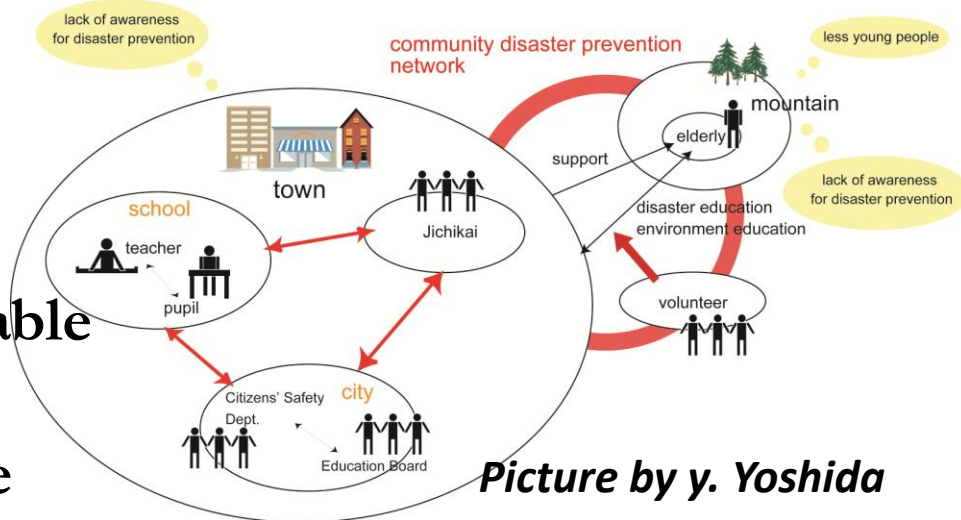 lack of awareness
for disaster prevention
community disaster prevention
network
less young people
mountain
elderly
support
town
lack of awareness
for disaster prevention
school
Jichikai
disaster education
environment education
teacher
pupil
volunteer
able
city
Citizens' Safety
Dept.
Education Board
e
Picture by y. Yoshida